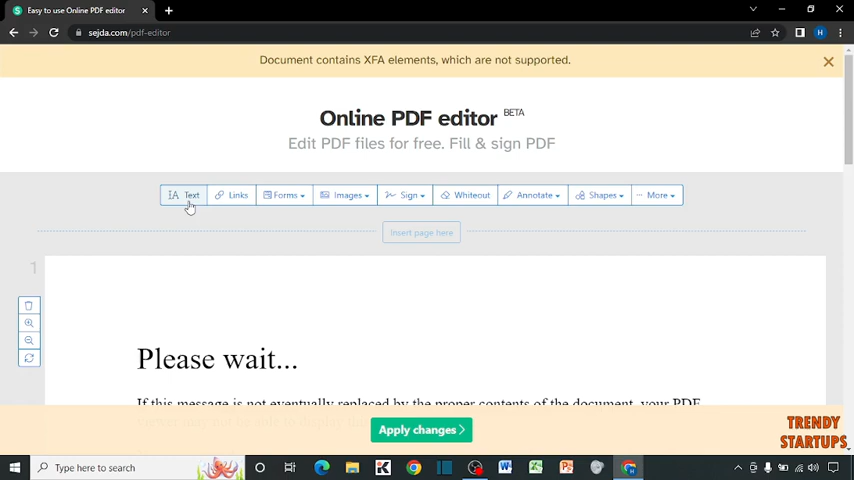 Easy to use Online PDF editor
sejda.com/pdf-editor
H
Document contains XFA elements, which are not supported.
Online PDF editor BETA
Edit PDF files for free. Fill & sign PDF
Text Links Forms Images Sign Whiteout Annotate Shapes More
Insert page here
1
Please wait...
If this message is not eventually replaced by the proper contents of the document, your PDF
Apply changes
TRENDY
STARTUPS
Type here to search